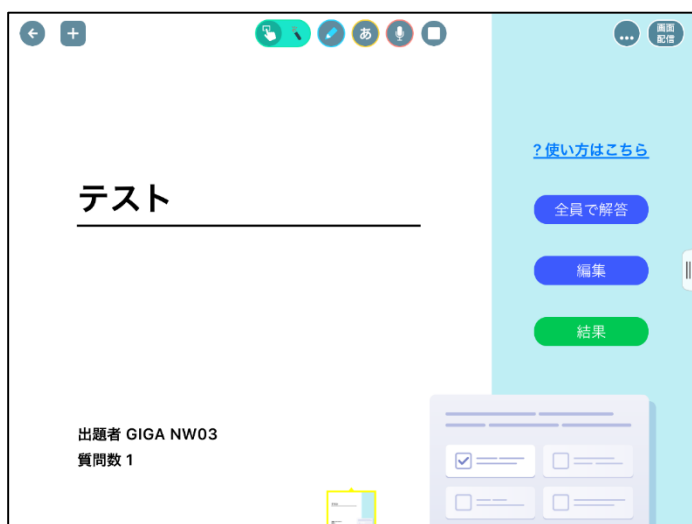 あ
画面
配信
?使い方はこちら
テスト
全員で解答
編集
結果
出題者 GIGA NW03
質問数 1